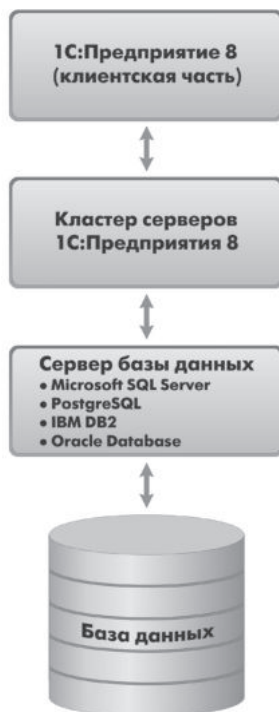 1С:Предприятие 8
(клиентская часть)
Кластер серверов
1С:Предприятия 8
Сервер базы данных
• Microsoft SQL Server
• PostgreSQL
• IBM DB2
• Oracle Database
База данных